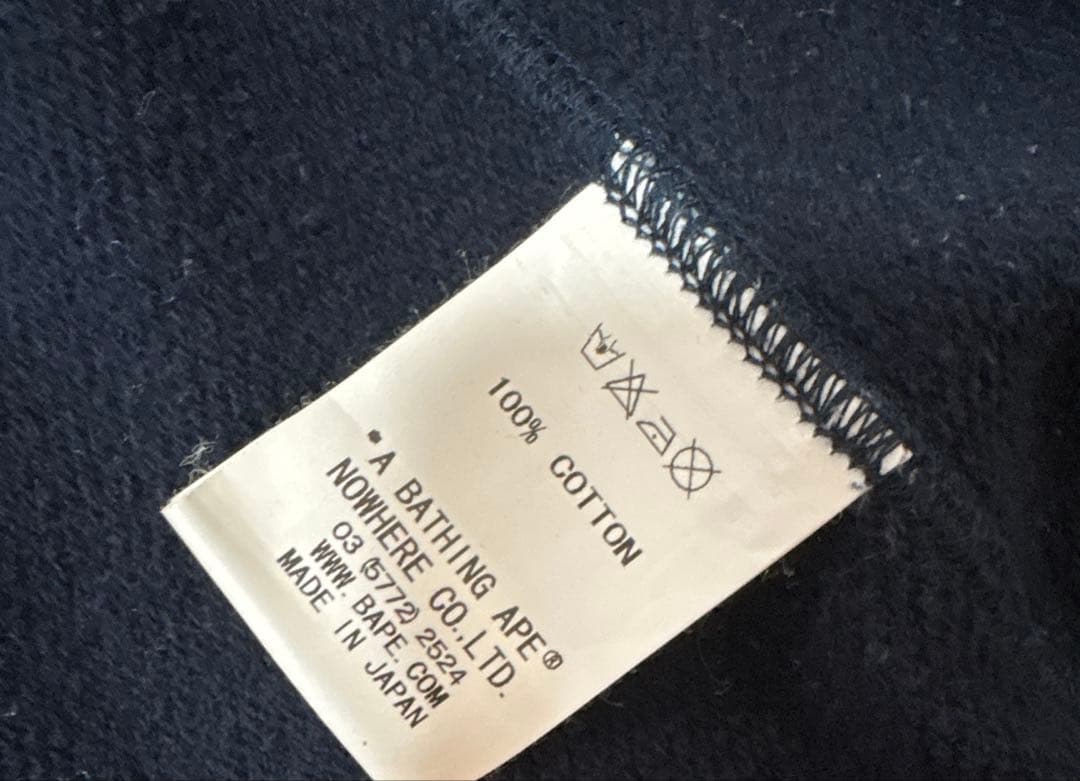 100% COTTON
"A BATHING APE®
NOWHERE CO.,LTD.
03 (5772) 2524
WWW. BAPE. COM
MADE IN JAPAN